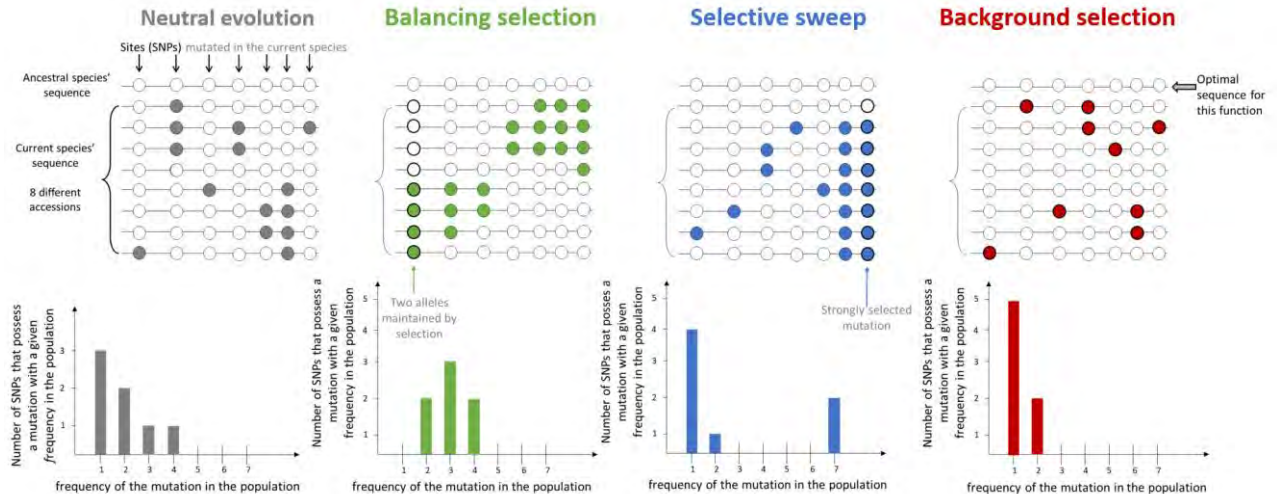 Neutral evolution
Balancing selection
Selective sweep
Background selection
Sites (SNPs) mutated in the current species
Ancestral species'
sequence
Current species'
sequence
8 different
accessions
Optimal
sequence for
this function
Two alleles
maintained by
selection
Strongly selected
mutation
Number of SNPs that possess
a mutation with a given
frequency in the population
3
2
1
1 2 3 4 5 6 7
frequency of the mutation in the population
Number of SNPs that possess a
mutation with a given
frequency in the population
5
4
3
2
1
1 2 3 4 5 6 7
frequency of the mutation in the population
Number of SNPs that posses a
mutation with a given
frequency in the population
5
4
3
2
1
1 2 3 4 5 6 7
frequency of the mutation in the population
Number of SNPs that possess a
mutation with a given
frequency in the population
5
4
3
2
1
1 2 3 4 5 6 7
frequency of the mutation in the population